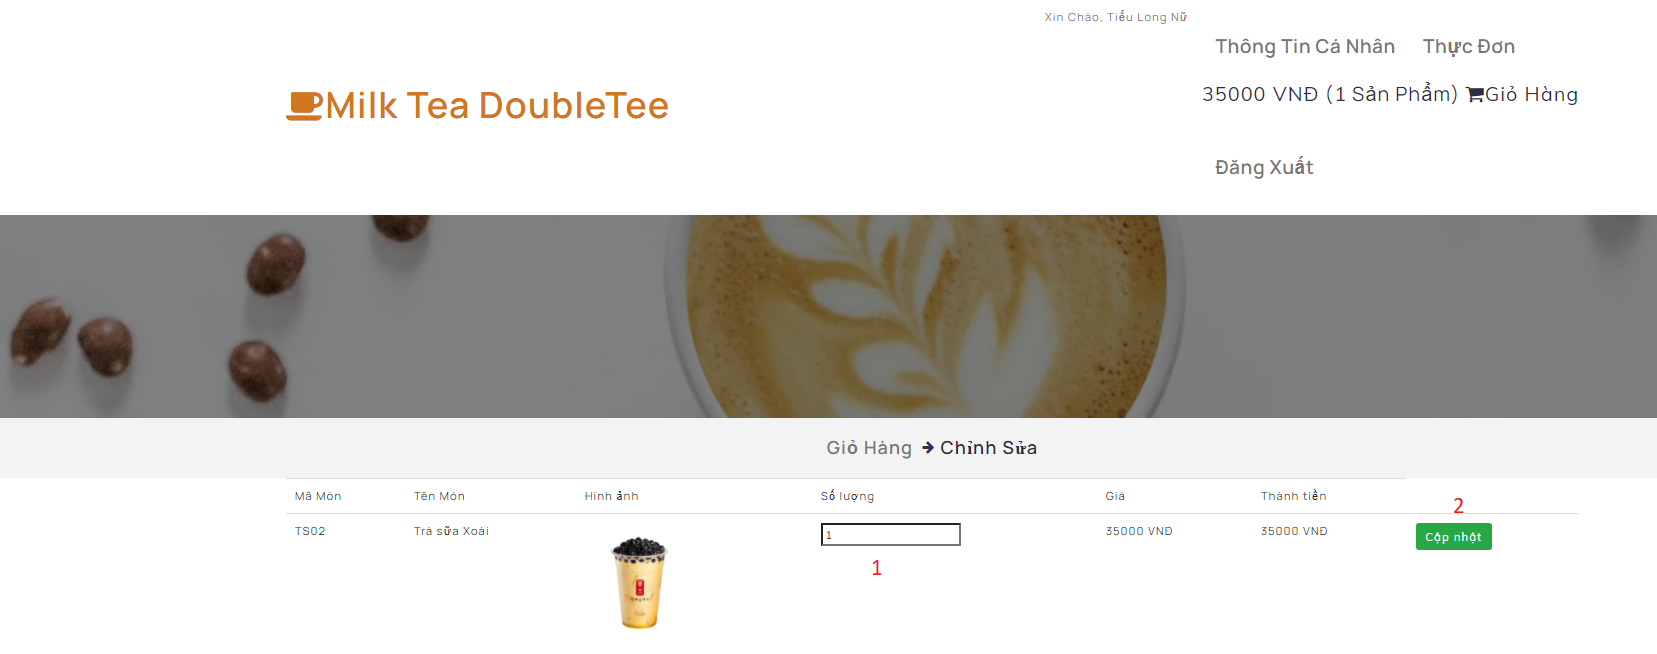 Xin Chào, Tiểu Long Nữ
Thông Tin Cá Nhân Thực Đơn
Milk Tea DoubleTee
35000 VNĐ (1 Sản Phẩm) Giỏ Hàng
Đăng Xuất
Giỏ Hàng Chỉnh Sửa
Mã Món Tên Món Hình ảnh Số lượng Giá Thành tiền
2
TS02 Trà sữa Xoài 1 35000 VNĐ 35000 VNĐ Cập nhật
1